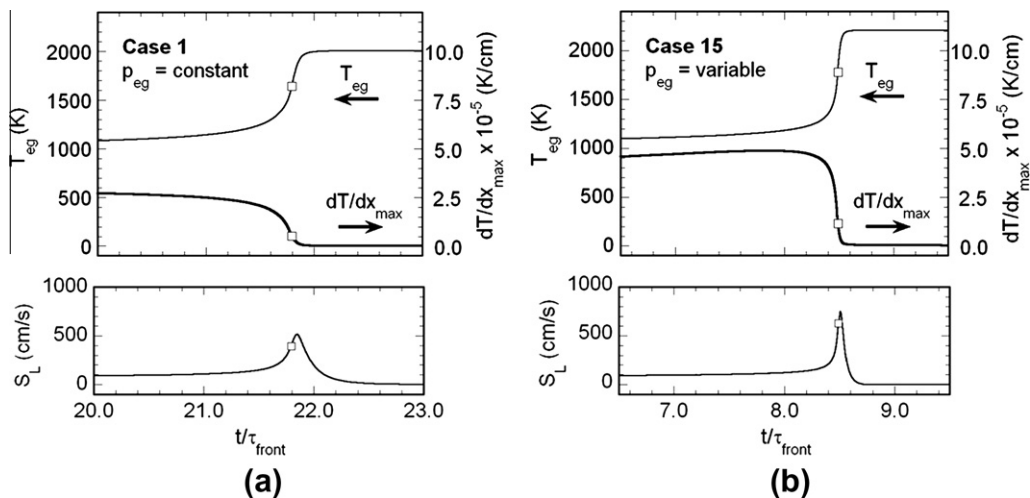 Case 1
p_eg = constant
T_eg
dT/dx_max
T_eg (K)
2000
1500
1000
500
0
dT/dx_max x 10^-5 (K/cm)
10.0
7.5
5.0
2.5
0.0
S_L (cm/s)
1000
500
0
20.0 21.0 22.0 23.0
t/τ_front
(a)
Case 15
p_eg = variable
T_eg
dT/dx_max
T_eg (K)
2000
1500
1000
500
0
dT/dx_max x 10^-5 (K/cm)
10.0
7.5
5.0
2.5
0.0
S_L (cm/s)
1000
500
0
7.0 8.0 9.0
t/τ_front
(b)